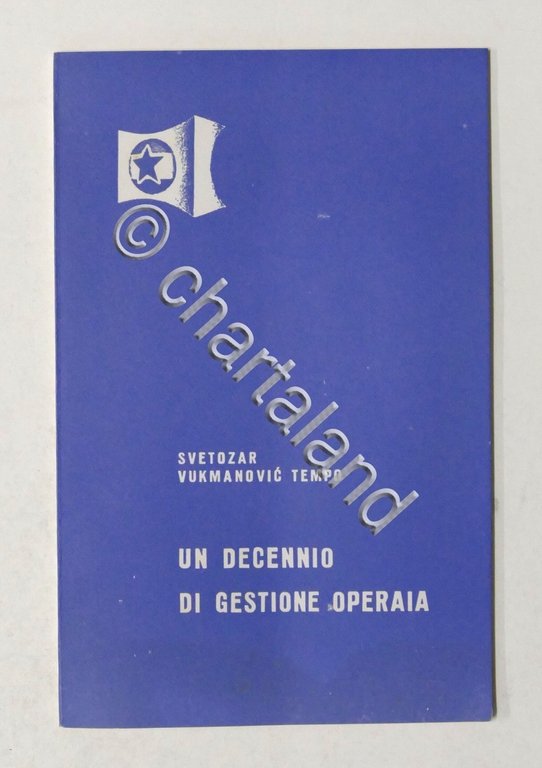 © chartaland
SVETOZAR
VUKMANOVIĆ TEMPO
UN DECENNIO
DI GESTIONE OPERAIA